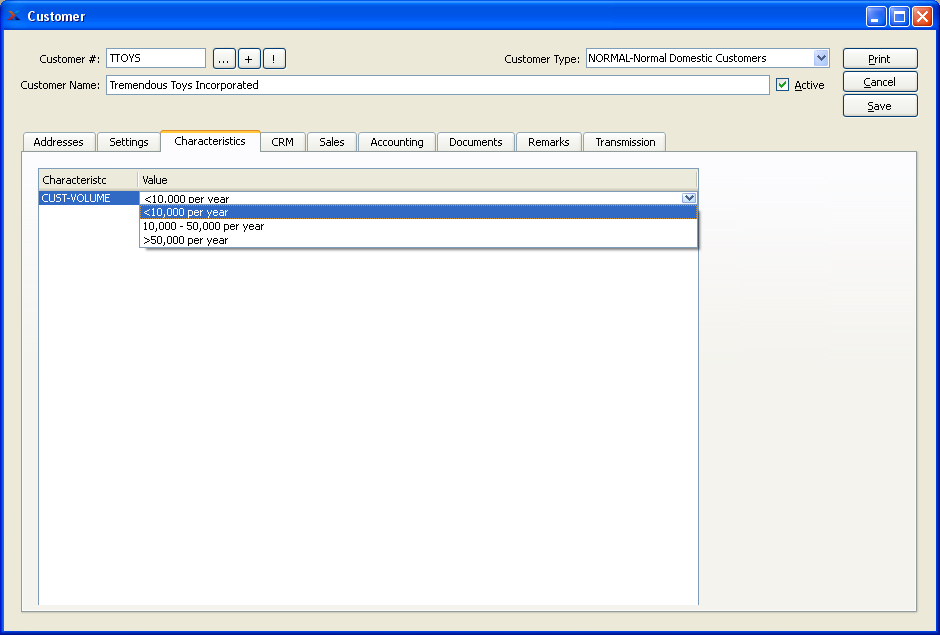 Customer
Customer #: TTOYS ... + ! Customer Type: NORMAL-Normal Domestic Customers Print
Customer Name: Tremendous Toys Incorporated Active Cancel
Save
Addresses Settings Characteristics CRM Sales Accounting Documents Remarks Transmission
Characteristc Value
CUST-VOLUME <10,000 per year
<10,000 per year
10,000 - 50,000 per year
>50,000 per year